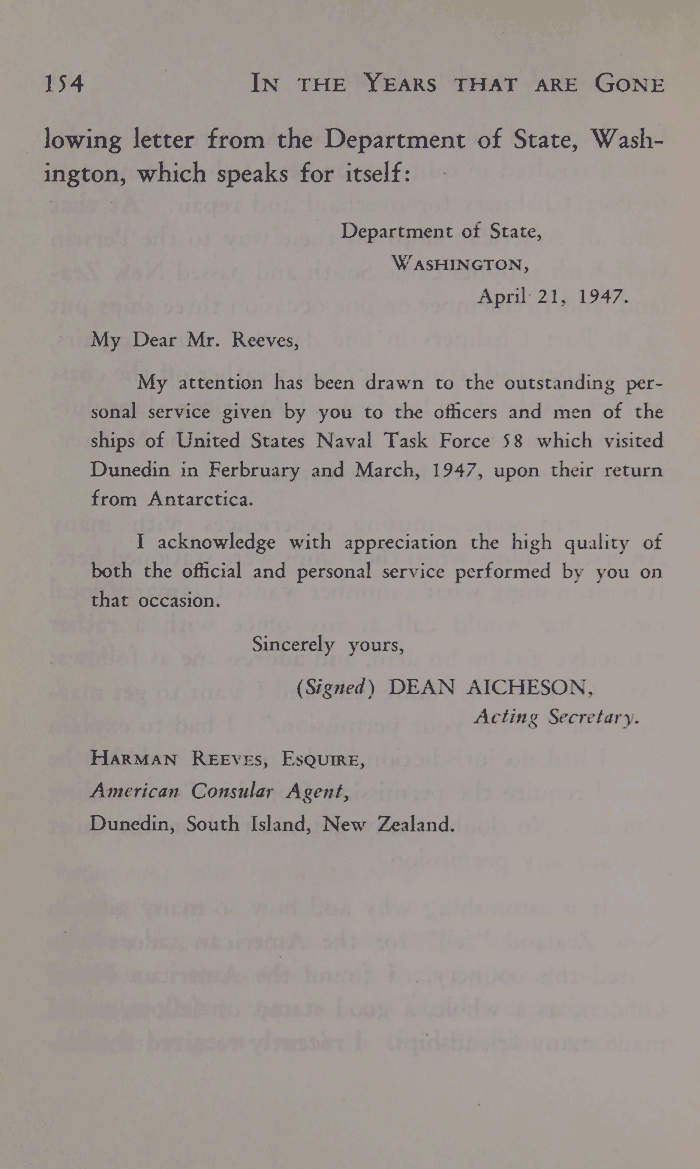 154 In the Years that are Gone
lowing letter from the Department of State, Wash-
ington, which speaks for itself:
Department of State,
Washington,
April 21, 1947.
My Dear Mr. Reeves,
My attention has been drawn to the outstanding per-
sonal service given by you to the officers and men of the
ships of United States Naval Task Force 58 which visited
Dunedin in Ferbruary and March, 1947, upon their return
from Antarctica.
I acknowledge with appreciation the high quality of
both the official and personal service performed by you on
that occasion.
Sincerely yours,
(Signed) DEAN AICHESON,
Acting Secretary.
Harman Reeves, Esquire,
American Consular Agent,
Dunedin, South Island, New Zealand.